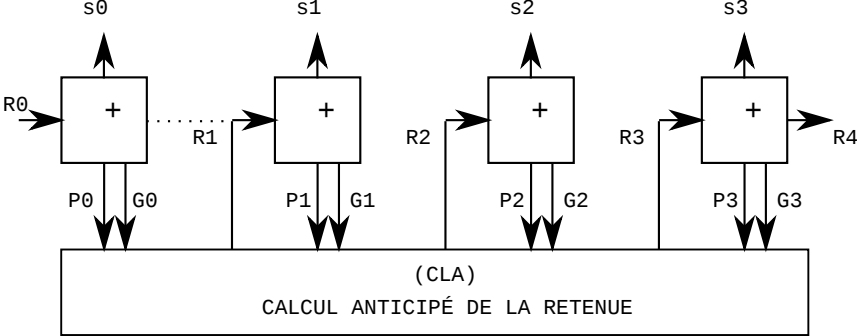 s0 s1 s2 s3
+ + + +
R0 R1 R2 R3 R4
P0 G0 P1 G1 P2 G2 P3 G3
(CLA)
CALCUL ANTICIPÉ DE LA RETENUE